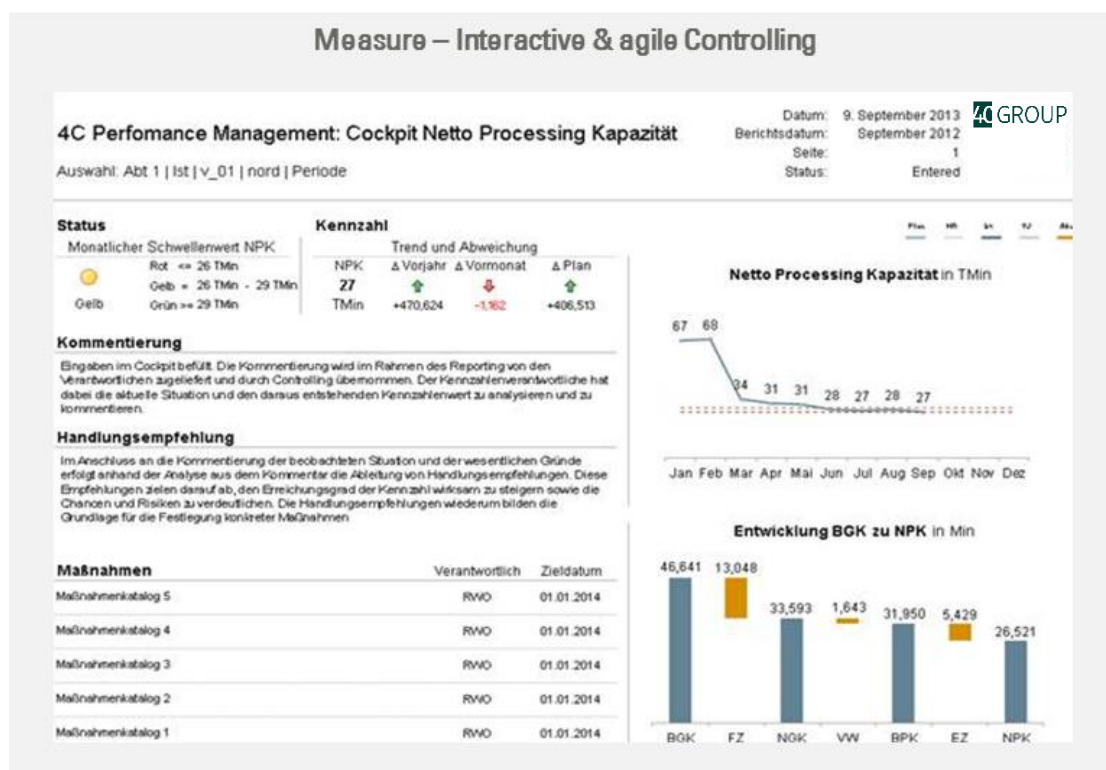 Measure – Interactive & agile Controlling
4C Perfomance Management: Cockpit Netto Processing Kapazität
Auswahl: Abt 1 | Ist | v_01 | nord | Periode
Datum: 9. September 2013
Berichtsdatum: September 2012
Seite: 1
Status: Entered
4C GROUP
Status
Monatlicher Schwellenwert NPK
Rot <= 26 TMin
Gelb = 26 TMin - 29 TMin
Gelb Grün >= 29 TMin
Kennzahl
Trend und Abweichung
NPK Δ Vorjahr Δ Vormonat Δ Plan
27
TMin +470,624 -1,162 +406,513
Kommentierung
Eingaben im Cockpit befüllt. Die Kommentierung wird im Rahmen des Reporting von den
Verantwortlichen zugeliefert und durch Controlling übernommen. Der Kennzahlenverantwortliche hat
dabei die aktuelle Situation und den daraus entstehenden Kennzahlenwert zu analysieren und zu
kommentieren.
Handlungsempfehlung
Im Anschluss an die Kommentierung der beobachteten Situation und der wesentlichen Gründe
erfolgt anhand der Analyse aus dem Kommentar die Ableitung von Handlungsempfehlungen. Diese
Empfehlungen zielen darauf ab, den Erreichungsgrad der Kennzahl wirksam zu steigern sowie die
Chancen und Risiken zu verdeutlichen. Die Handlungsempfehlungen wiederum bilden die
Grundlage für die Festlegung konkreter Maßnahmen
Maßnahmen Verantwortlich Zieldatum
Maßnahmenkatalog 5 RWO 01.01.2014
Maßnahmenkatalog 4 RWO 01.01.2014
Maßnahmenkatalog 3 RWO 01.01.2014
Maßnahmenkatalog 2 RWO 01.01.2014
Maßnahmenkatalog 1 RWO 01.01.2014
Plan
Netto Processing Kapazität in TMin
67 68 34 31 31 28 27 28 27
Jan Feb Mar Apr Mai Jun Jul Aug Sep Okt Nov Dez
Entwicklung BGK zu NPK in Min
46,641 13,048 33,593 1,643 31,950 5,429 26,521
BGK FZ NGK VW BPK EZ NPK